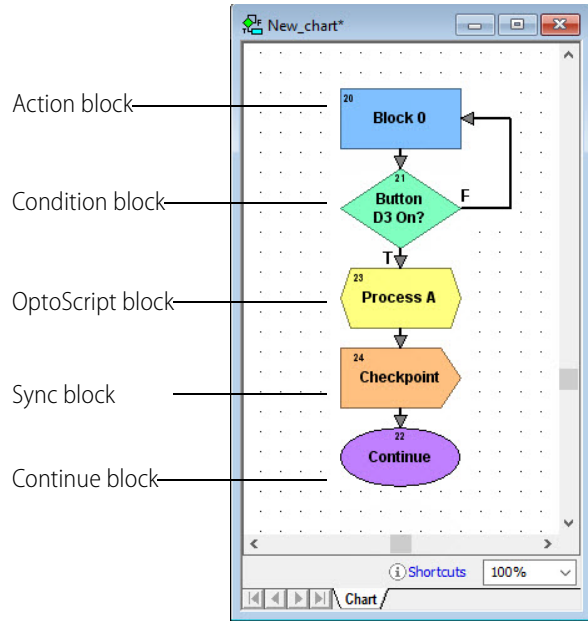 New_chart*
Action block
20
Block 0
21
Button
D3 On?
F
Condition block
T
23
Process A
OptoScript block
24
Checkpoint
Sync block
22
Continue
Continue block
Shortcuts
100%
Chart